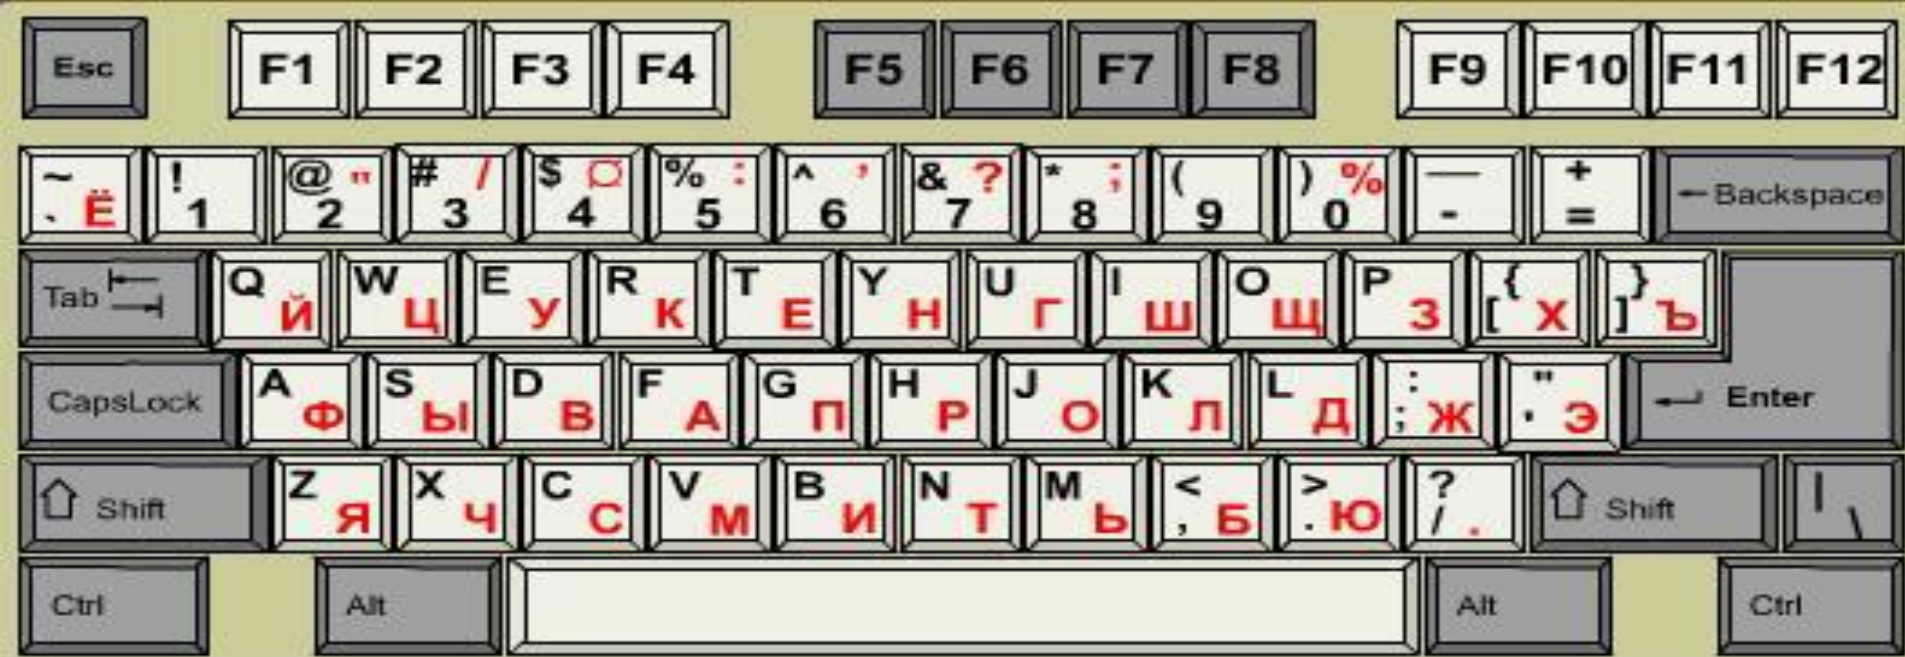 Esc F1 F2 F3 F4 F5 F6 F7 F8 F9 F10 F11 F12
~ ` Ё ! 1 @ " 2 # / 3 $ ¤ 4 % : 5 ^ ' 6 & ? 7 * ; 8 ( 9 ) % 0 — - + = ← Backspace
Tab Q Й W Ц E У R К T Е Y Н U Г I Ш O Щ P З { [ Х } ] Ъ
CapsLock A Ф S Ы D В F А G П H Р J О K Л L Д : ; Ж " ' Э Enter
Shift Z Я X Ч C С V М B И N Т M Ь < , Б > . Ю ? / . Shift | \
Ctrl Alt Alt Ctrl